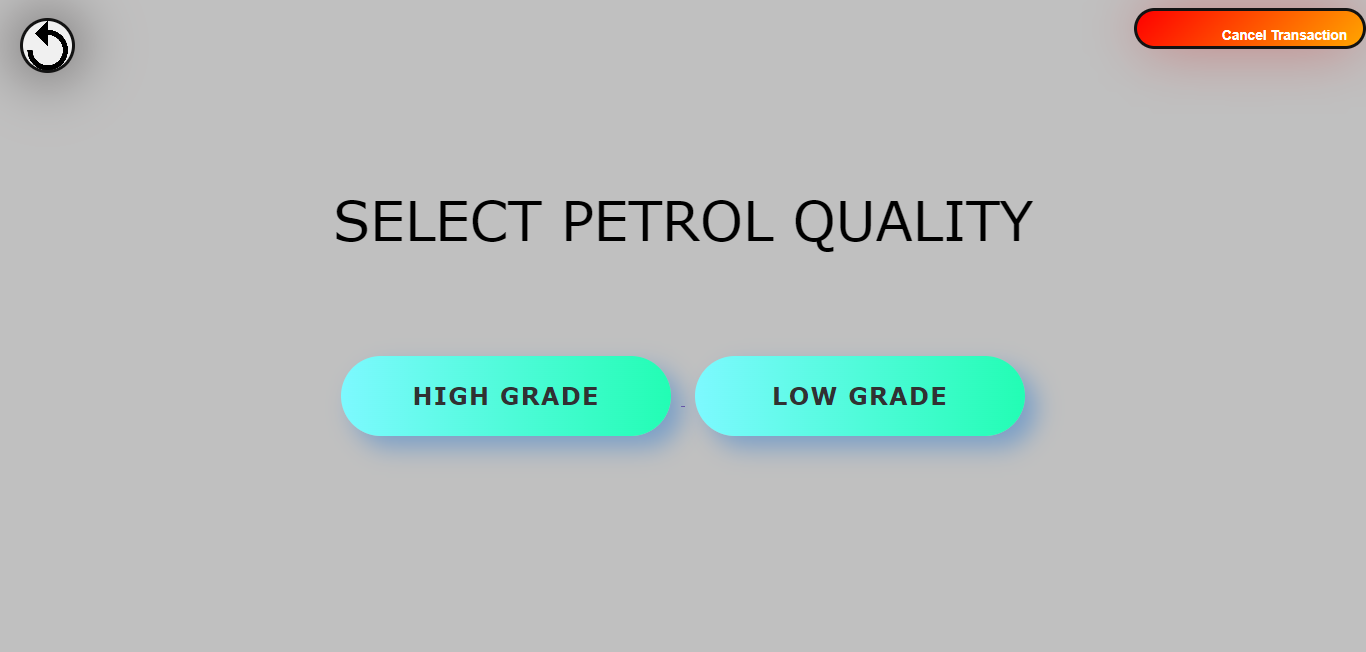 Cancel Transaction
SELECT PETROL QUALITY
HIGH GRADE
LOW GRADE